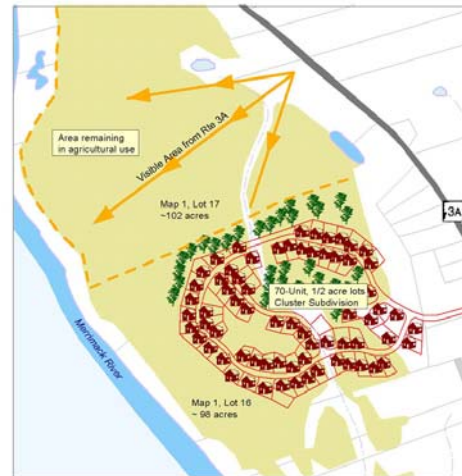 Area remaining
in agricultural use
Visible Area from Rte 3A
Map 1, Lot 17
~102 acres
3A
70-Unit, 1/2 acre lots
Cluster Subdivision
Merrimack River
Map 1, Lot 16
~ 98 acres